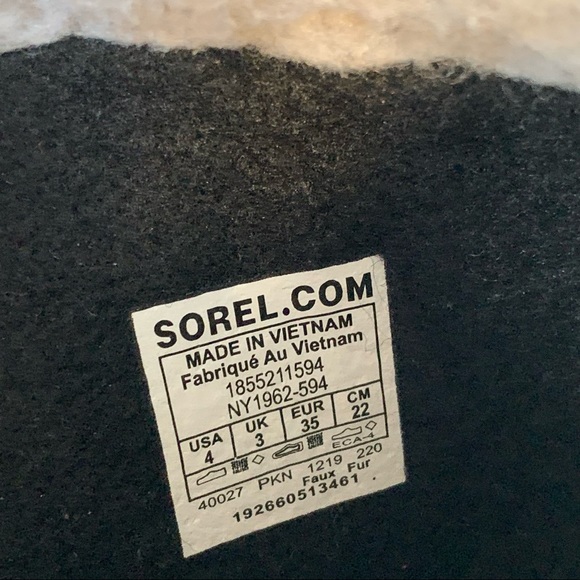 SOREL.COM
MADE IN VIETNAM
Fabriqué Au Vietnam
1855211594
NY1962-594
USA UK EUR CM
4 3 35 22
ECA-4
40027 PKN 1219 220
Faux Fur
192660513461